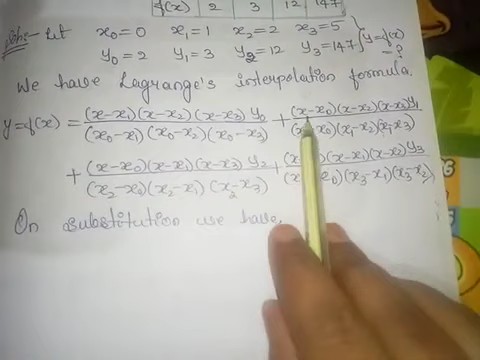 f(x) 2 3 12 147
Soln:- Let x₀=0 x₁=1 x₂=2 x₃=5 } y=f(x)
y₀=2 y₁=3 y₂=12 y₃=147 =?
We have Lagrange's interpolation formula.
y=f(x) = (x-x₁)(x-x₂)(x-x₃)y₀ / (x₀-x₁)(x₀-x₂)(x₀-x₃) + (x-x₀)(x-x₂)(x-x₃)y₁ / (x₁-x₀)(x₁-x₂)(x₁-x₃)
+ (x-x₀)(x-x₁)(x-x₃)y₂ / (x₂-x₀)(x₂-x₁)(x₂-x₃) + (x-x₁)(x-x₂)y₃ / x₀)(x₃-x₁)(x₃-x₂)
On substitution we have,